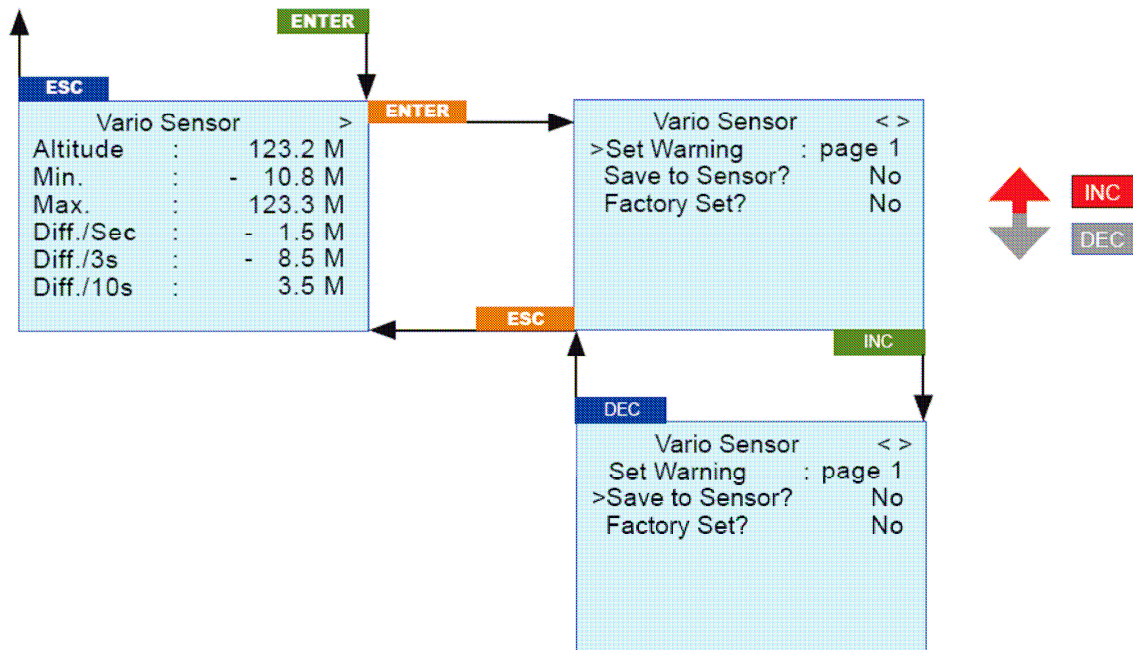 ENTER
ESC
Vario Sensor >
Altitude : 123.2 M
Min. : - 10.8 M
Max. : 123.3 M
Diff./Sec : - 1.5 M
Diff./3s : - 8.5 M
Diff./10s : 3.5 M
ENTER
Vario Sensor < >
>Set Warning : page 1
Save to Sensor? No
Factory Set? No
INC
DEC
ESC
INC
DEC
Vario Sensor < >
Set Warning : page 1
>Save to Sensor? No
Factory Set? No